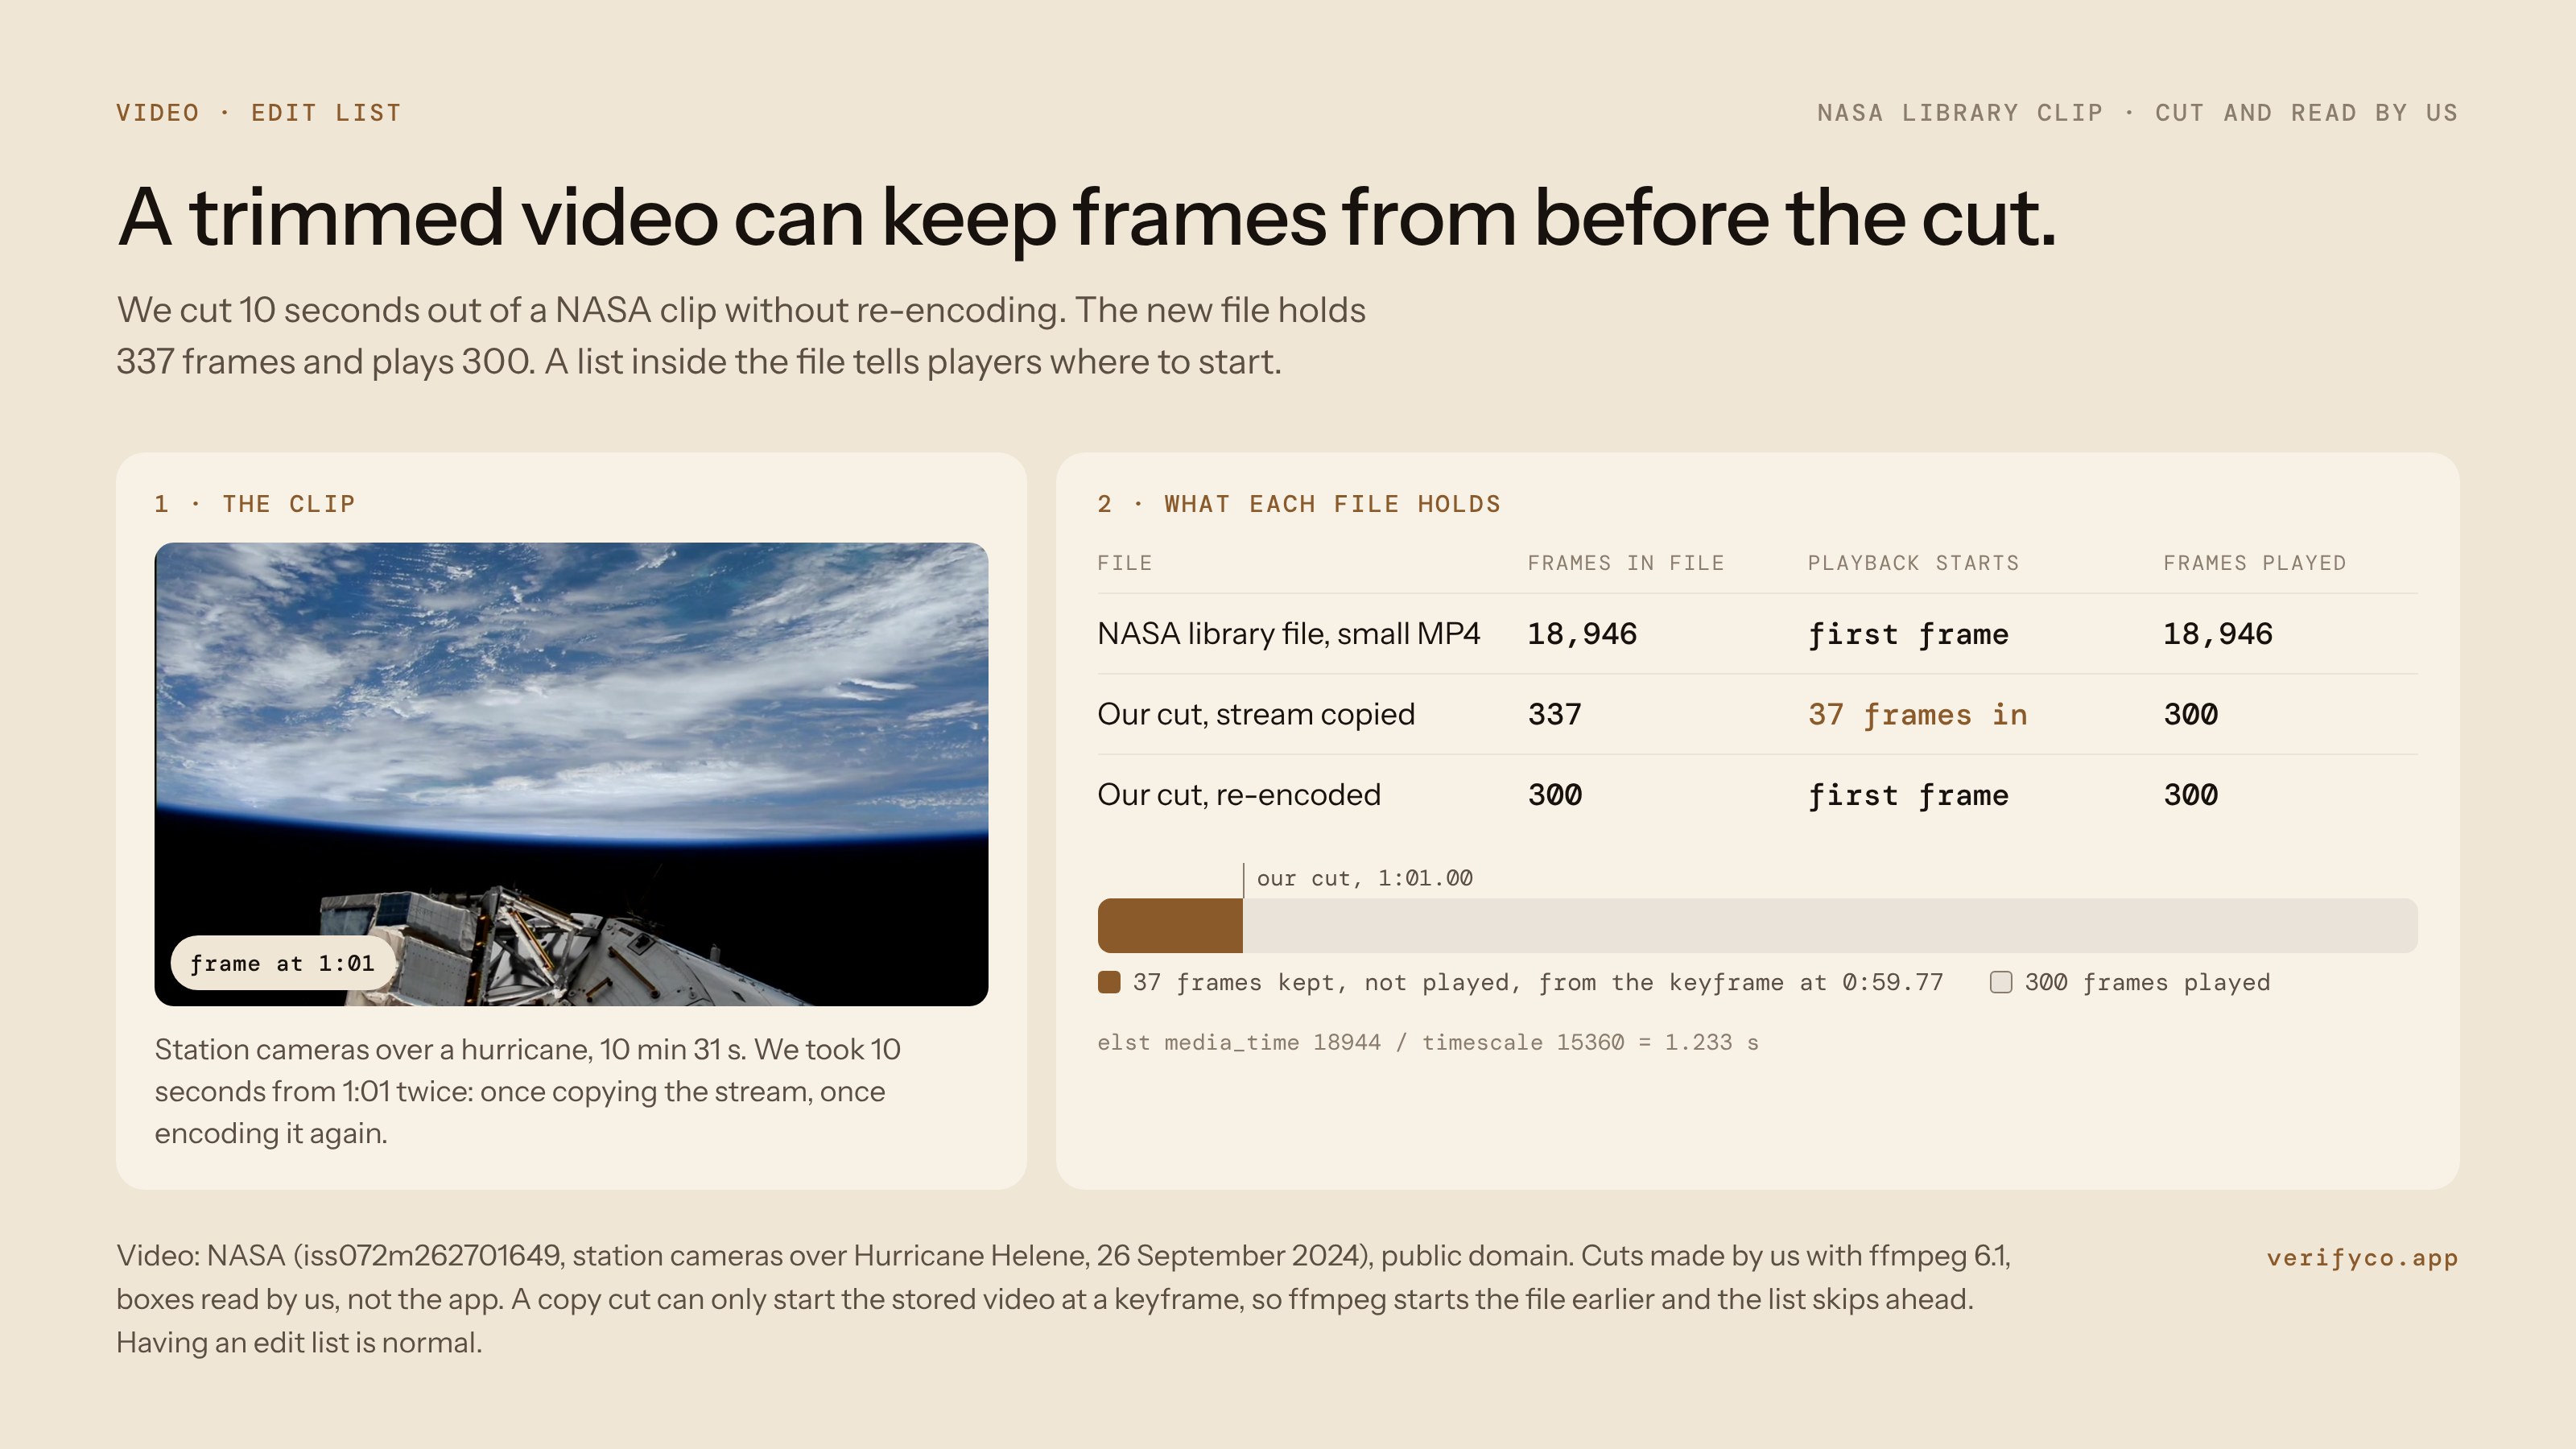 VIDEO · EDIT LIST
NASA LIBRARY CLIP · CUT AND READ BY US
A trimmed video can keep frames from before the cut.
We cut 10 seconds out of a NASA clip without re-encoding. The new file holds
337 frames and plays 300. A list inside the file tells players where to start.
1 · THE CLIP
frame at 1:01
Station cameras over a hurricane, 10 min 31 s. We took 10
seconds from 1:01 twice: once copying the stream, once
encoding it again.
2 · WHAT EACH FILE HOLDS
FILE FRAMES IN FILE PLAYBACK STARTS FRAMES PLAYED
NASA library file, small MP4 18,946 first frame 18,946
Our cut, stream copied 337 37 frames in 300
Our cut, re-encoded 300 first frame 300
our cut, 1:01.00
37 frames kept, not played, from the keyframe at 0:59.77 300 frames played
elst media_time 18944 / timescale 15360 = 1.233 s
Video: NASA (iss072m262701649, station cameras over Hurricane Helene, 26 September 2024), public domain. Cuts made by us with ffmpeg 6.1,
boxes read by us, not the app. A copy cut can only start the stored video at a keyframe, so ffmpeg starts the file earlier and the list skips ahead.
Having an edit list is normal.
verifyco.app